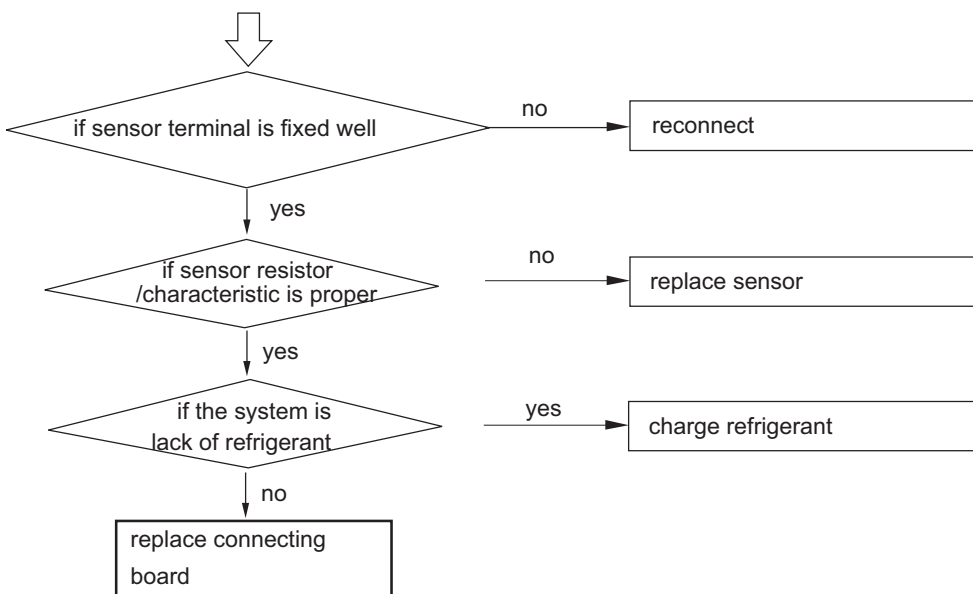 if sensor terminal is fixed well
no
reconnect
yes
if sensor resistor
/characteristic is proper
no
replace sensor
yes
if the system is
lack of refrigerant
yes
charge refrigerant
no
replace connecting
board